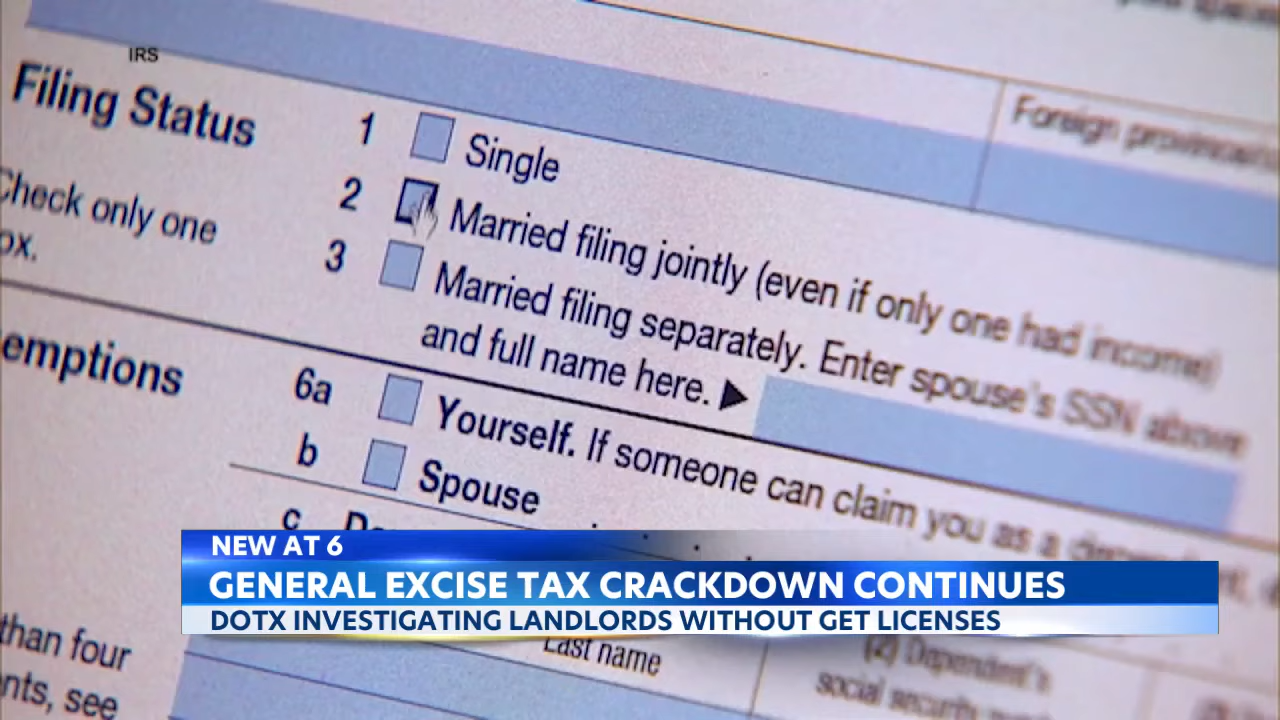 IRS
Filing Status
1 Single
Foreign province/
Check only one
ox.
2 Married filing jointly (even if only one had income)
3 Married filing separately. Enter spouse's SSN above
and full name here. ▶
emptions
6a Yourself. If someone can claim you as a
b Spouse
c
NEW AT 6
GENERAL EXCISE TAX CRACKDOWN CONTINUES
DOTX INVESTIGATING LANDLORDS WITHOUT GET LICENSES
than four
nts, see
Last name
(2) Dependent's
social security